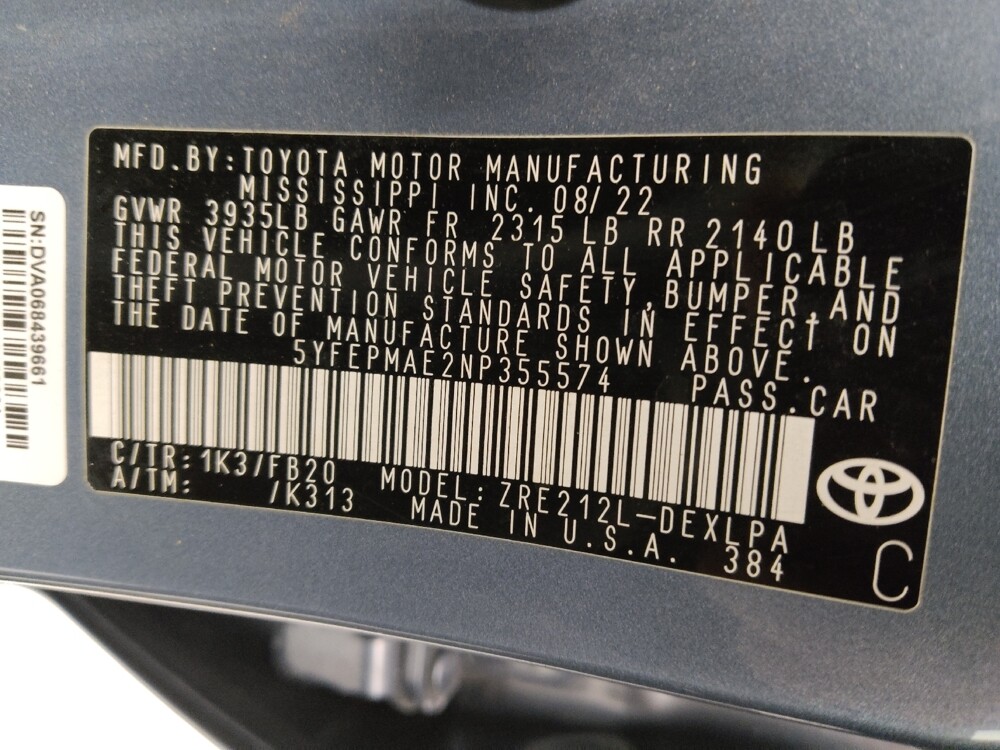 MFD.BY:TOYOTA MOTOR MANUFACTURING
MISSISSIPPI INC. 08/22
GVWR 3935LB GAWR FR 2315 LB RR 2140 LB
THIS VEHICLE CONFORMS TO ALL APPLICABLE
FEDERAL MOTOR VEHICLE SAFETY, BUMPER, AND
THEFT PREVENTION STANDARDS IN EFFECT ON
THE DATE OF MANUFACTURE SHOWN ABOVE.
5YFEPMAE2NP355574 PASS.CAR
C/TR: 1K3/FB20 MODEL: ZRE212L-DEXLPA
A/TM: /K313 MADE IN U.S.A. 384
C
SN:DVA068439661